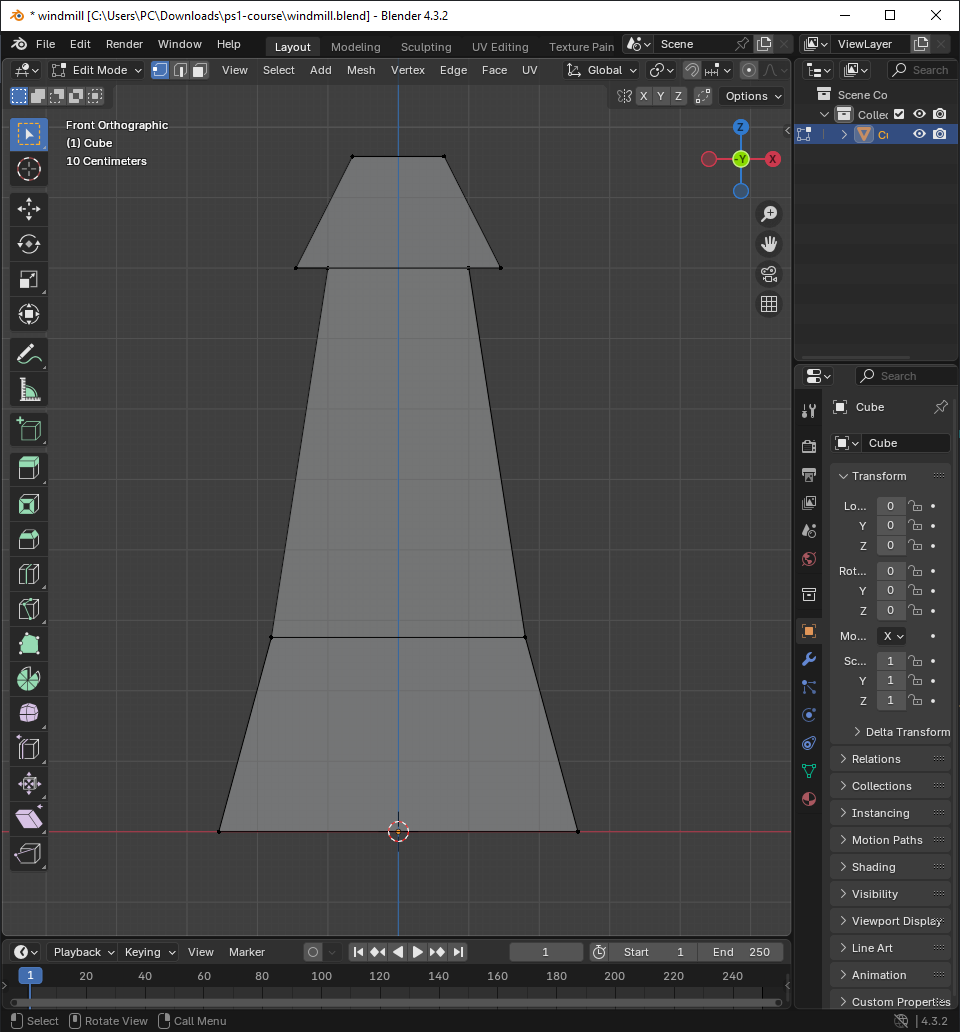 * windmill [C:\Users\PC\Downloads\ps1-course\windmill.blend] - Blender 4.3.2
File Edit Render Window Help Layout Modeling Sculpting UV Editing Texture Pain Scene ViewLayer
Edit Mode View Select Add Mesh Vertex Edge Face UV Global Search
X Y Z Options
Scene Co
Collec
Front Orthographic
(1) Cube
10 Centimeters
Z
-Y X
Search
Cube
Cube
Transform
Lo... 0
Y 0
Z 0
Rot... 0
Y 0
Z 0
Mo... X
Sc... 1
Y 1
Z 1
Delta Transform
Relations
Collections
Instancing
Motion Paths
Shading
Visibility
Viewport Display
Line Art
Animation
Custom Properties
Playback Keying View Marker 1 Start 1 End 250
1 20 40 60 80 100 120 140 160 180 200 220 240
Select Rotate View Call Menu 4.3.2